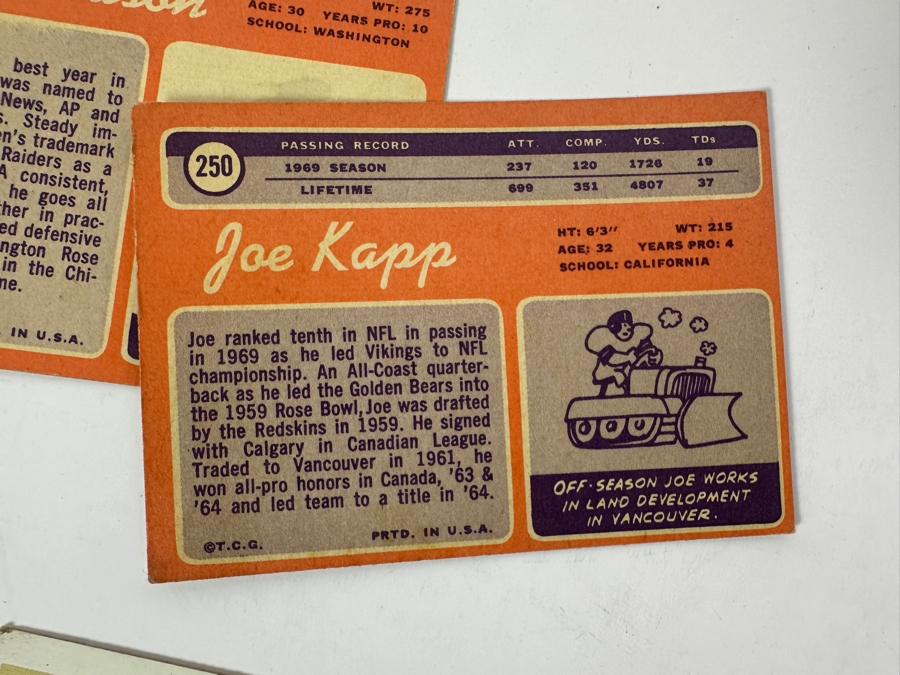 WT: 275
AGE: 30 YEARS PRO: 10
SCHOOL: WASHINGTON
best year in
was named to
News, AP and
Steady im-
trademark
Raiders as a
A consistent,
he goes all
in prac-
defensive
Rose
in the Chi-
IN U.S.A.
250
PASSING RECORD ATT. COMP. YDS. TDs
1969 SEASON 237 120 1726 19
LIFETIME 699 351 4807 37
Joe Kapp
HT: 6'3" WT: 215
AGE: 32 YEARS PRO: 4
SCHOOL: CALIFORNIA
Joe ranked tenth in NFL in passing
in 1969 as he led Vikings to NFL
championship. An All-Coast quarter-
back as he led the Golden Bears into
the 1959 Rose Bowl, Joe was drafted
by the Redskins in 1959. He signed
with Calgary in Canadian League.
Traded to Vancouver in 1961, he
won all-pro honors in Canada, '63 &
'64 and led team to a title in '64.
©T.C.G. PRTD. IN U.S.A.
OFF-SEASON JOE WORKS
IN LAND DEVELOPMENT
IN VANCOUVER.